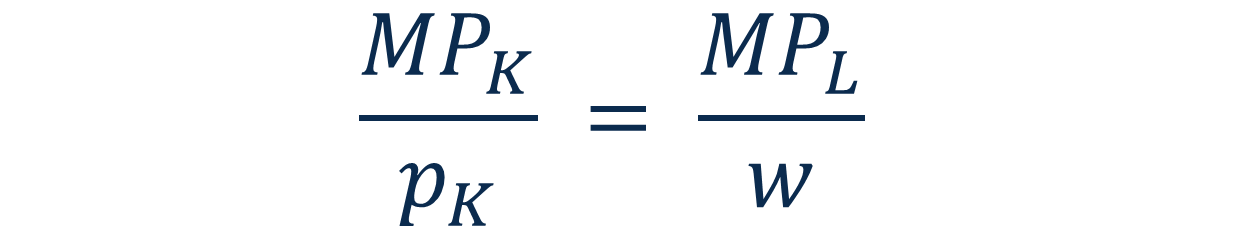 MP_K / p_K = MP_L / w